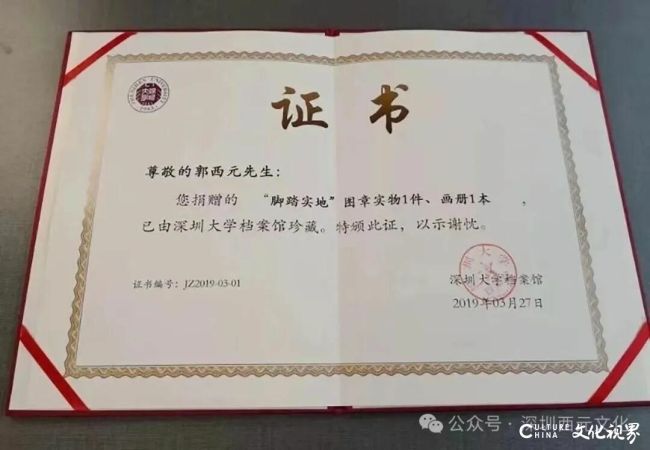 证书
尊敬的郭西元先生：
您捐赠的 “脚踏实地”图章实物1件、画册1本 ，
已由深圳大学档案馆珍藏。特颁此证，以示谢忱。
证书编号：JZ2019-03-01
深圳大学档案馆
2019年03月27日
公众号 · 深圳西元文化
CULTURE CHINA 文化视界